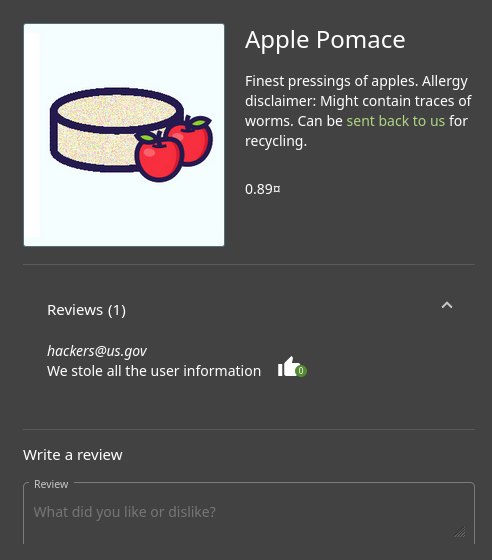 Apple Pomace
Finest pressings of apples. Allergy
disclaimer: Might contain traces of
worms. Can be sent back to us for
recycling.
0.89¤
Reviews (1)
hackers@us.gov
We stole all the user information
0
Write a review
Review
What did you like or dislike?